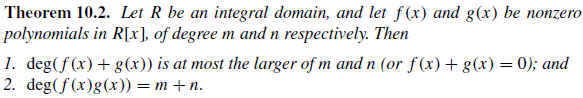 Theorem 10.2. Let R be an integral domain, and let f(x) and g(x) be nonzero
polynomials in R[x], of degree m and n respectively. Then
1. deg(f(x) + g(x)) is at most the larger of m and n (or f(x) + g(x) = 0); and
2. deg(f(x)g(x)) = m + n.